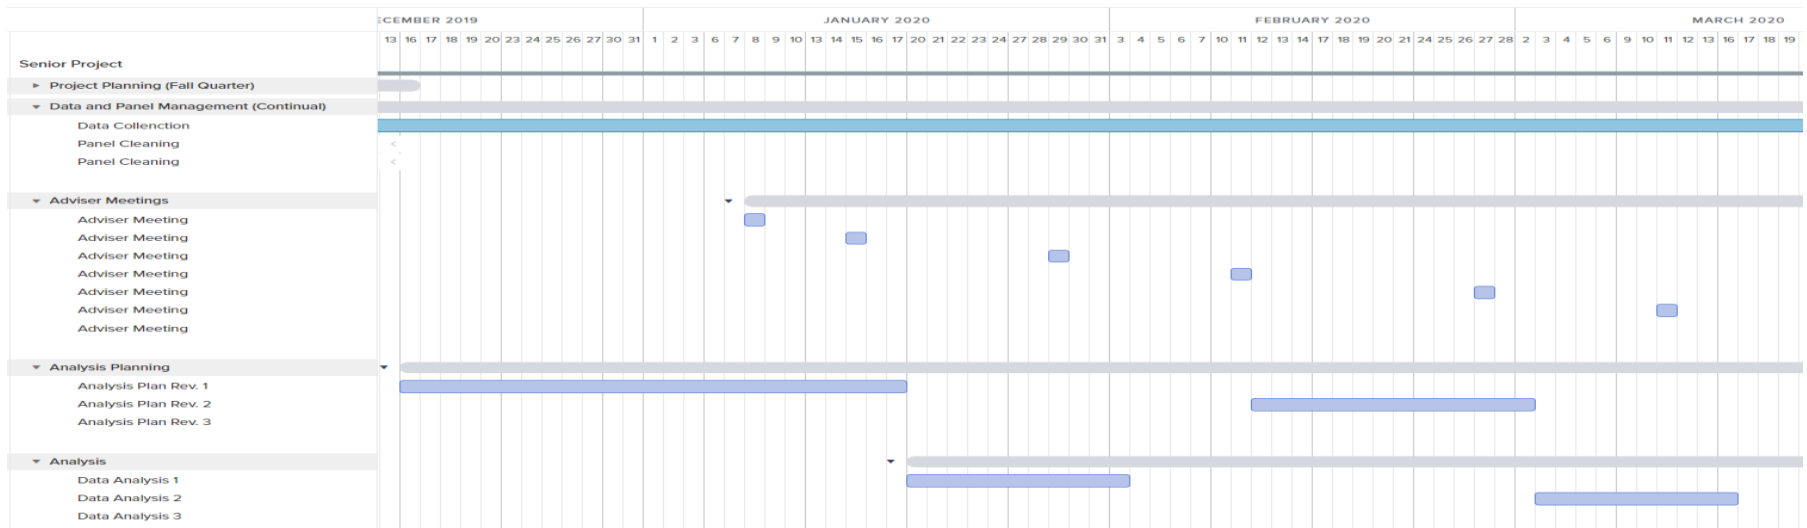 ECEMBER 2019 JANUARY 2020 FEBRUARY 2020 MARCH 2020
13 16 17 18 19 20 23 24 25 26 27 30 31 1 2 3 6 7 8 9 10 13 14 15 16 17 20 21 22 23 24 27 28 29 30 31 3 4 5 6 7 10 11 12 13 14 17 18 19 20 21 24 25 26 27 28 2 3 4 5 6 9 10 11 12 13 16 17 18 19
Senior Project
Project Planning (Fall Quarter)
Data and Panel Management (Continual)
Data Collenction
Panel Cleaning <
Panel Cleaning <
Adviser Meetings
Adviser Meeting
Adviser Meeting
Adviser Meeting
Adviser Meeting
Adviser Meeting
Adviser Meeting
Adviser Meeting
Analysis Planning
Analysis Plan Rev. 1
Analysis Plan Rev. 2
Analysis Plan Rev. 3
Analysis
Data Analysis 1
Data Analysis 2
Data Analysis 3